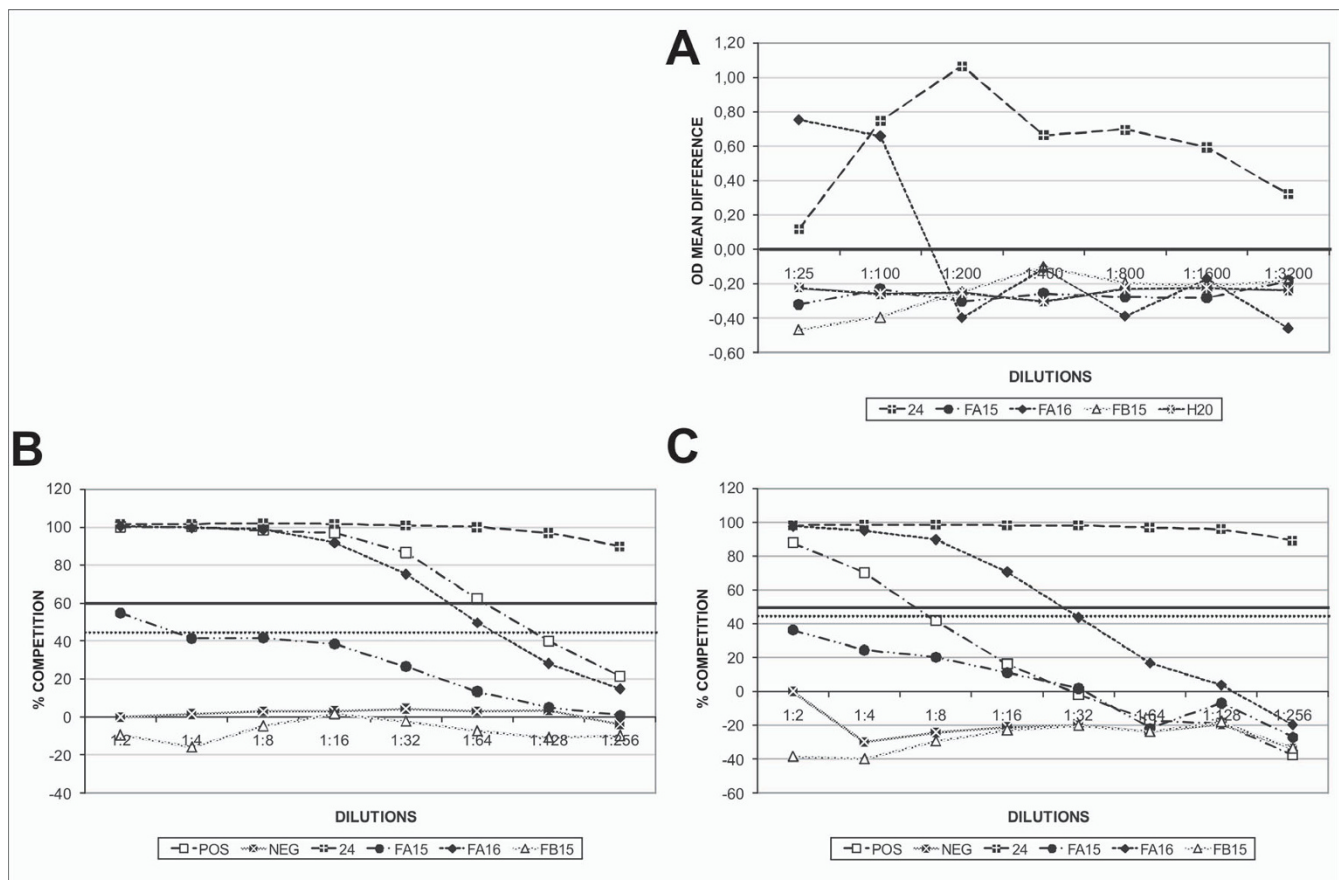 A
1,20
1,00
0,80
0,60
0,40
0,20
0,00
-0,20
-0,40
-0,60
OD MEAN DIFFERENCE
1:25 1:100 1:200 1:400 1:800 1:1600 1:3200
DILUTIONS
24 FA15 FA16 FB15 H20
B
120
100
80
60
40
20
0
-20
-40
% COMPETITION
1:2 1:4 1:8 1:16 1:32 1:64 1:128 1:256
DILUTIONS
POS NEG 24 FA15 FA16 FB15
C
120
100
80
60
40
20
0
-20
-40
-60
% COMPETITION
1:2 1:4 1:8 1:16 1:32 1:64 1:128 1:256
DILUTIONS
POS NEG 24 FA15 FA16 FB15